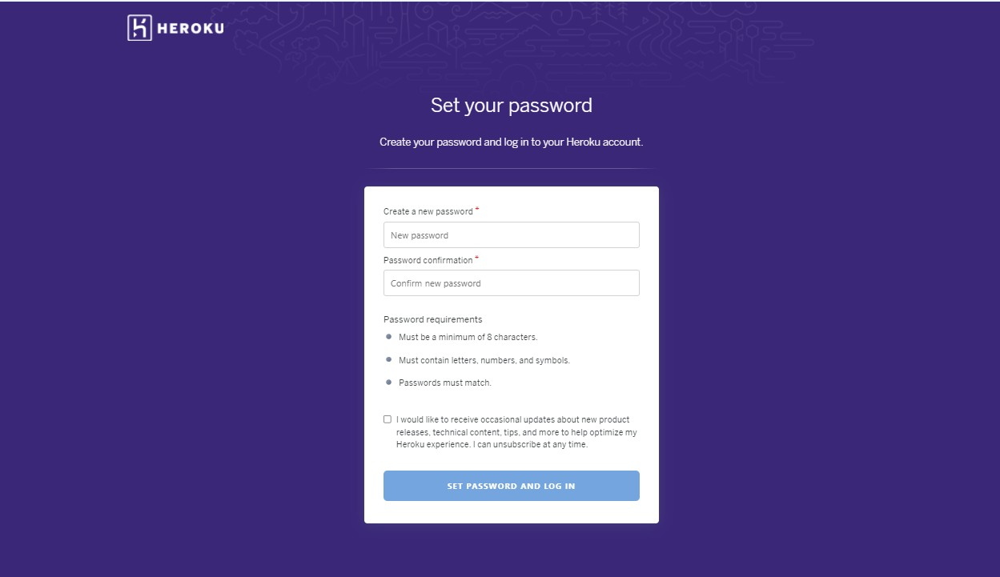 HEROKU
Set your password
Create your password and log in to your Heroku account.
Create a new password *
New password
Password confirmation *
Confirm new password
Password requirements
Must be a minimum of 8 characters.
Must contain letters, numbers, and symbols.
Passwords must match.
I would like to receive occasional updates about new product
releases, technical content, tips, and more to help optimize my
Heroku experience. I can unsubscribe at any time.
SET PASSWORD AND LOG IN